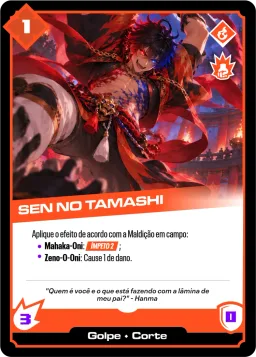 1
SEN NO TAMASHI
Aplique o efeito de acordo com a Maldição em campo:
• Mahaka-Oni: ÍMPETO 2 ;
• Zeno-O-Oni: Cause 1 de dano.
"Quem é você e o que está fazendo com a lâmina de
meu pai?" - Hanma
3
0
Golpe • Corte